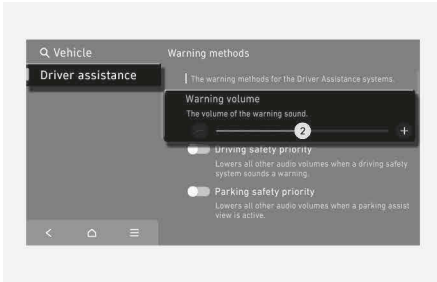 Vehicle
Warning methods
Driver assistance
The warning methods for the Driver Assistance systems.
Warning volume
The volume of the warning sound.
2
Driving safety priority
Lowers all other audio volumes when a driving safety
system sounds a warning.
Parking safety priority
Lowers all other audio volumes when a parking assist
view is active.